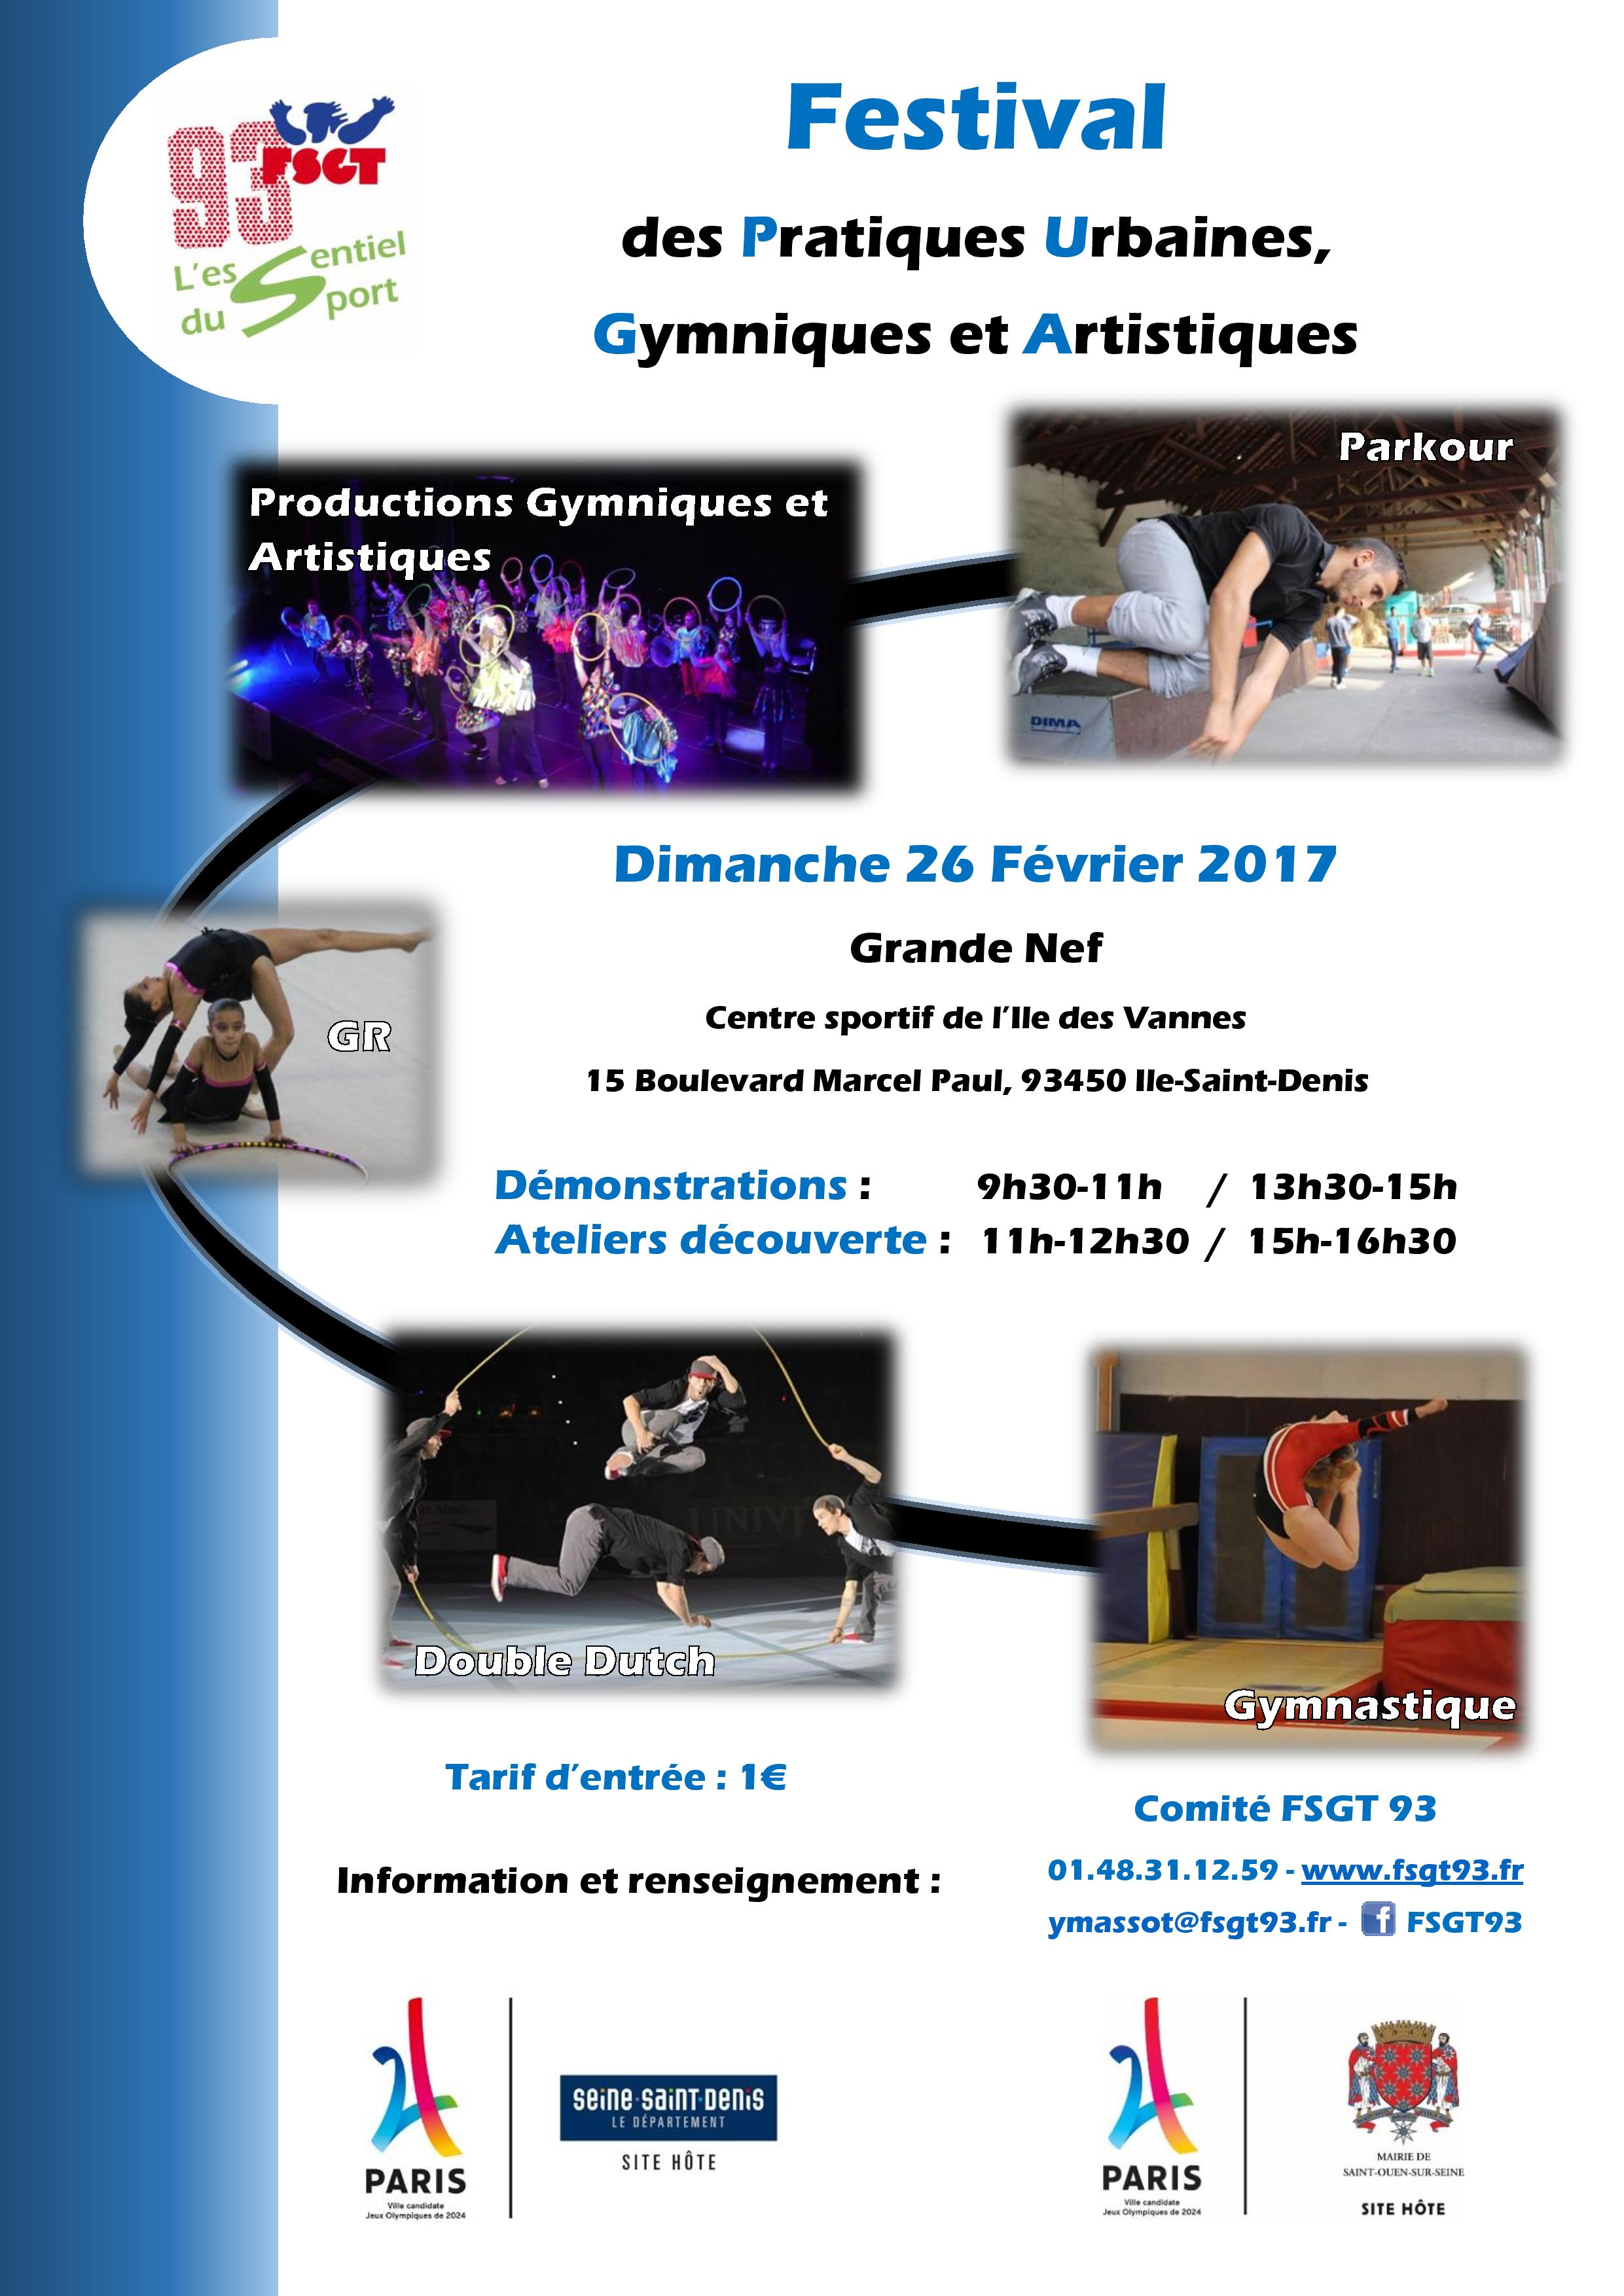 93
FSGT
L'esSentiel
du Sport
Festival
des Pratiques Urbaines,
Gymniques et Artistiques
Productions Gymniques et
Artistiques
Parkour
DIMA
Dimanche 26 Février 2017
Grande Nef
Centre sportif de l'Ile des Vannes
15 Boulevard Marcel Paul, 93450 Ile-Saint-Denis
GR
Démonstrations : 9h30-11h / 13h30-15h
Ateliers découverte : 11h-12h30 / 15h-16h30
UNIV
Double Dutch
Gymnastique
Tarif d'entrée : 1€
Comité FSGT 93
Information et renseignement :
01.48.31.12.59 - www.fsgt93.fr
ymassot@fsgt93.fr - f FSGT93
PARIS
Ville candidate
Jeux Olympiques de 2024
seine-saint-denis
LE DÉPARTEMENT
SITE HÔTE
PARIS
Ville candidate
Jeux Olympiques de 2024
MAIRIE DE
SAINT-OUEN-SUR-SEINE
SITE HÔTE